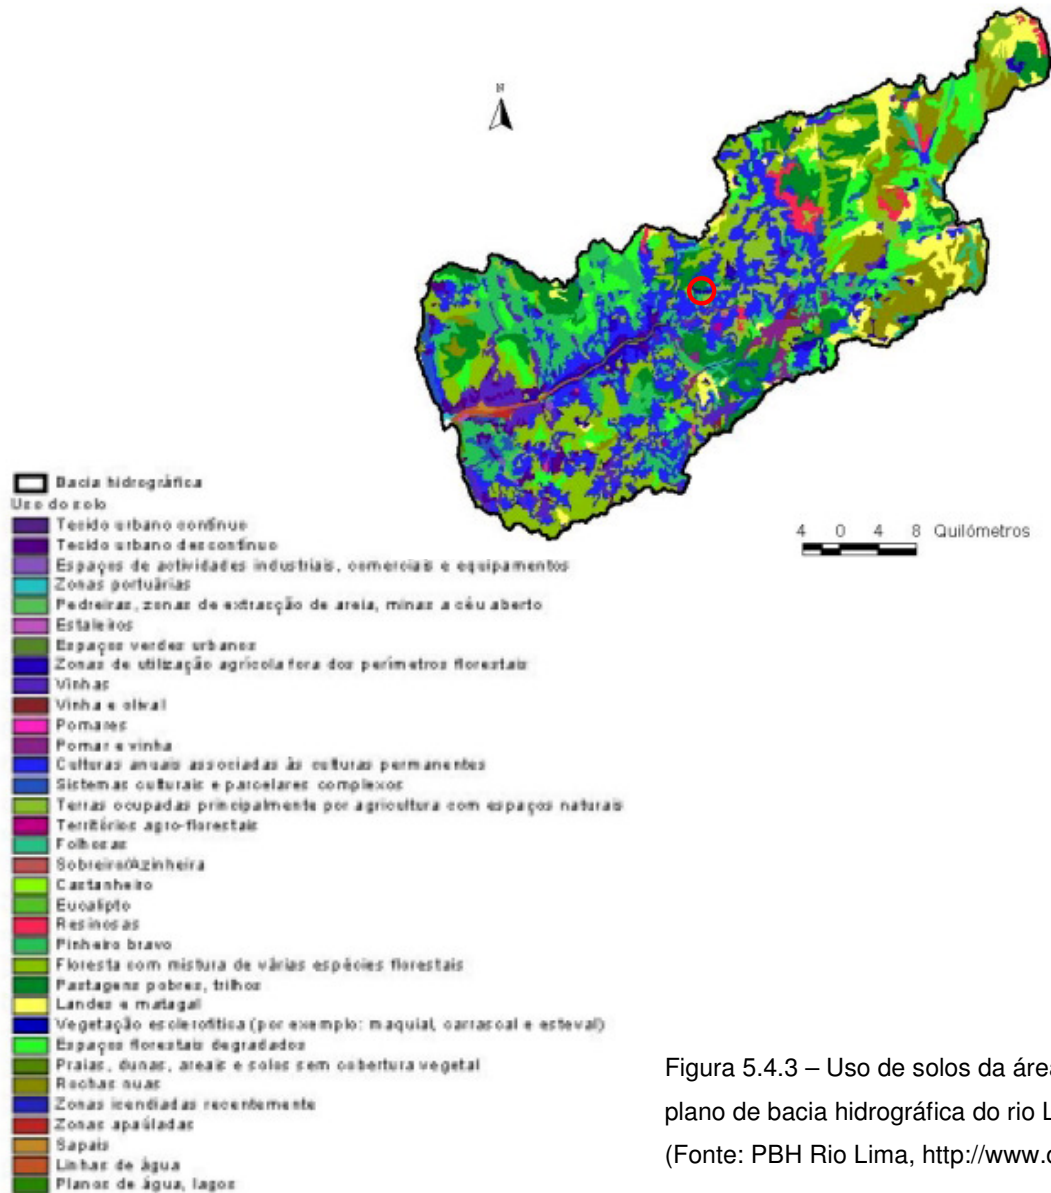 N
4 0 4 8 Quilómetros
Bacia hidrográfica
Uso do solo
Tecido urbano contínuo
Tecido urbano descontínuo
Espaços de actividades industriais, comerciais e equipamentos
Zonas portuárias
Pedreiras, zonas de extracção de areia, minas a céu aberto
Estaleiros
Espaços verdes urbanos
Zonas de utilização agrícola fora dos perímetros florestais
Vinhas
Vinha e olival
Pomares
Pomar e vinha
Culturas anuais associadas às culturas permanentes
Sistemas culturais e parcelares complexos
Terras ocupadas principalmente por agricultura com espaços naturais
Territórios agro-florestais
Folhosas
Sobreiro/Azinheira
Castanheiro
Eucalipto
Resinosas
Pinheiro bravo
Floresta com mistura de várias espécies florestais
Pastagens pobres, trilhos
Landes e matagal
Vegetação esclerofítica (por exemplo: maquial, carrascal e esteval)
Espaços florestais degradados
Praias, dunas, areais e solos sem cobertura vegetal
Rochas nuas
Zonas icendiadas recentemente
Zonas apaúladas
Sapais
Linhas de água
Planos de água, lagos
Figura 5.4.3 – Uso de solos da área
plano de bacia hidrográfica do rio L
(Fonte: PBH Rio Lima, http://www.